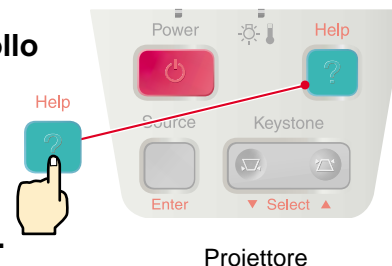 ollo
Power
Help
?
Help
Source
Keystone
?
Enter
▼ Select ▲
.
Proiettore